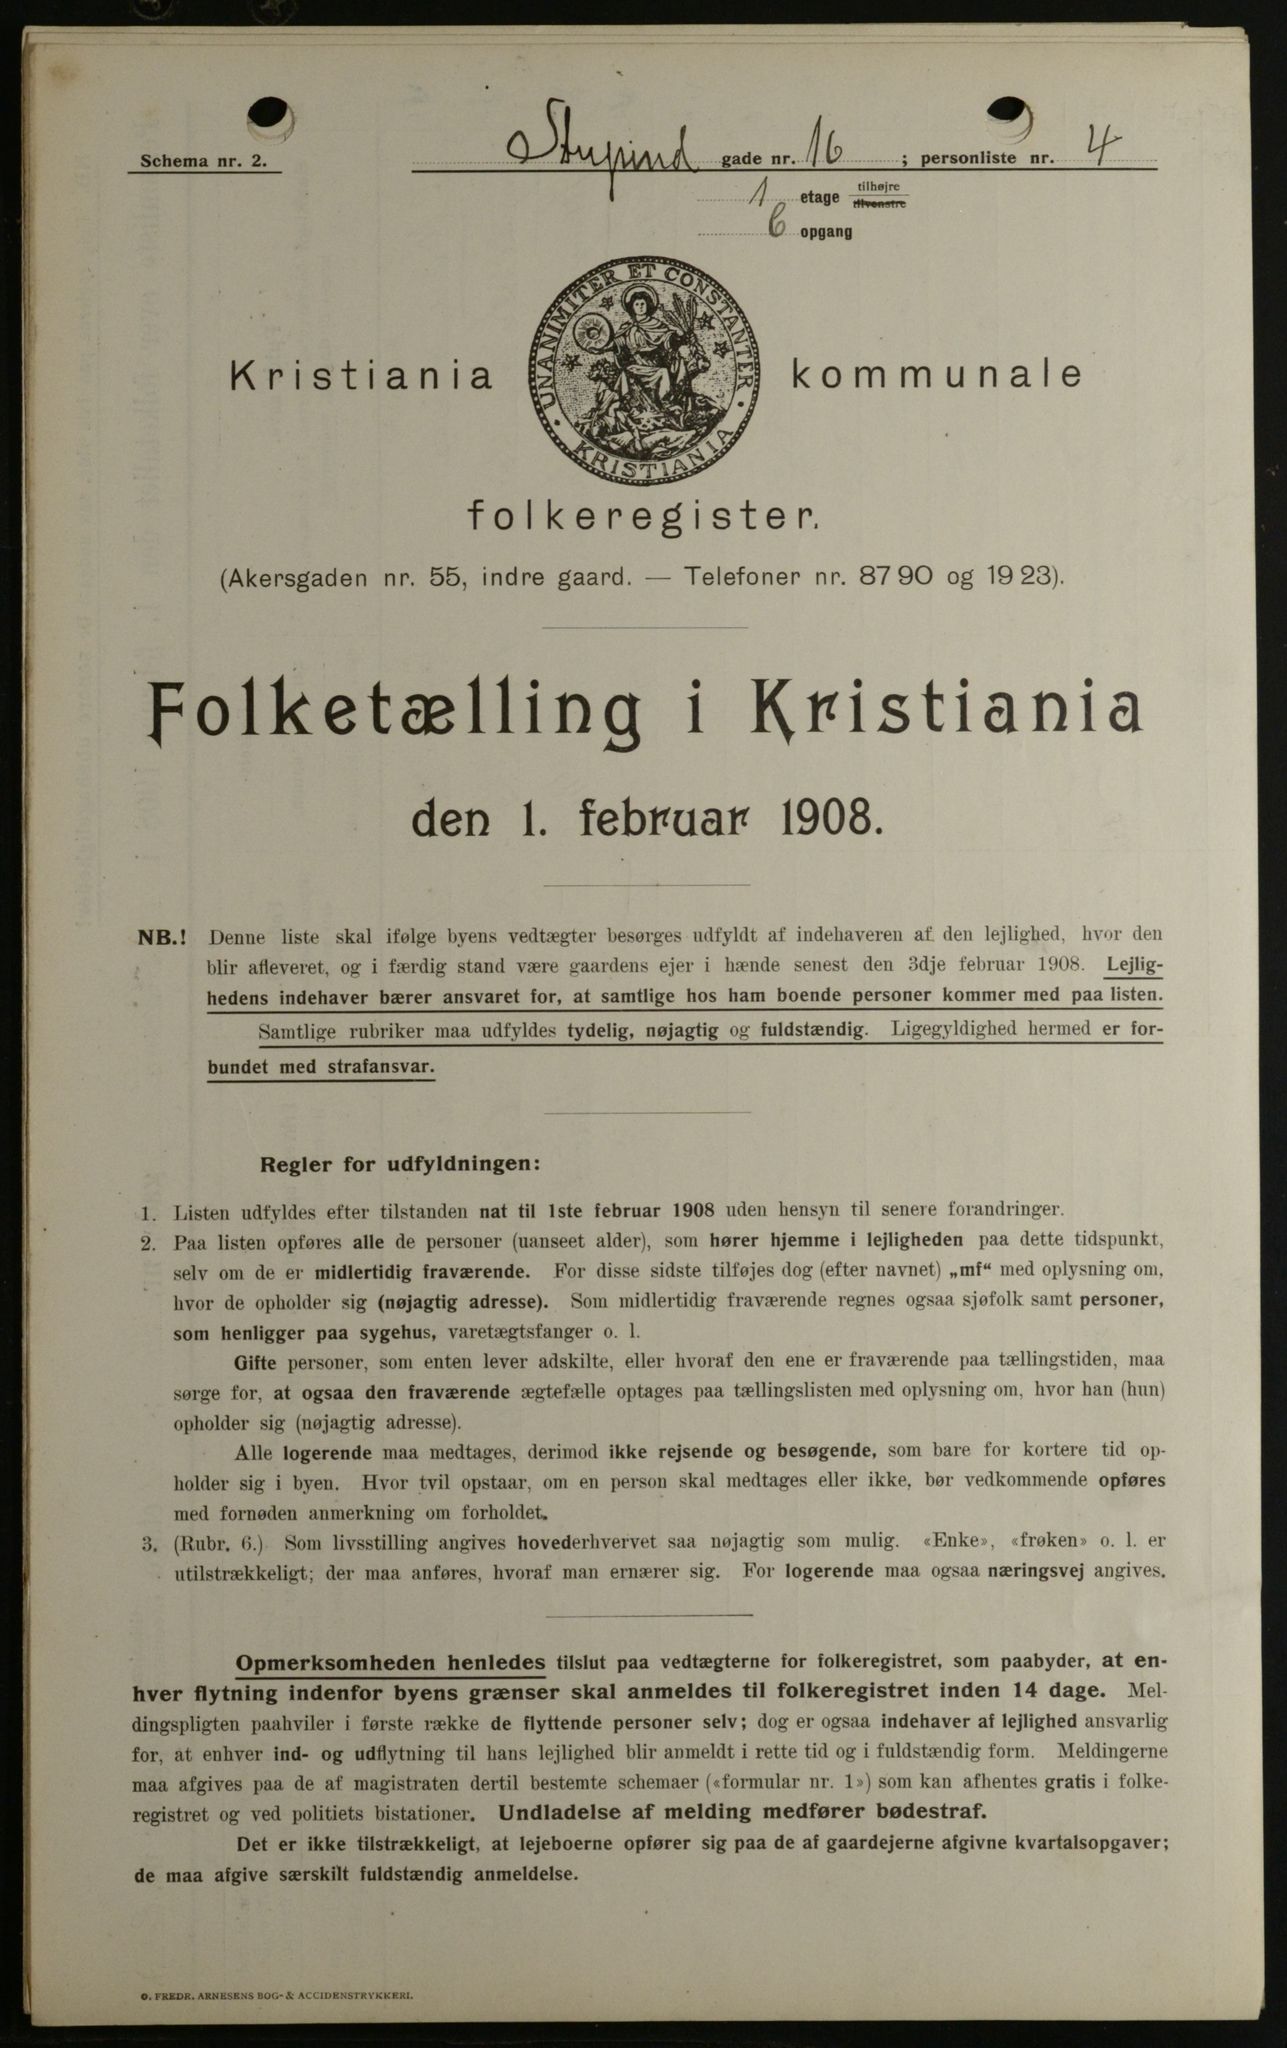 Schema nr. 2. Stupind gade nr. 16 ; personliste nr. 4
1 etage tilhøjre tilvenstre
C opgang
UNANIMITER ET CONSTANTER · KRISTIANIA ·
Kristiania kommunale
folkeregister.
(Akersgaden nr. 55, indre gaard. — Telefoner nr. 87 90 og 19 23).
Folketælling i Kristiania
den 1. februar 1908.
NB.! Denne liste skal ifølge byens vedtægter besørges udfyldt af indehaveren af den lejlighed, hvor den
blir afleveret, og i færdig stand være gaardens ejer i hænde senest den 3dje februar 1908. Lejlig-
hedens indehaver bærer ansvaret for, at samtlige hos ham boende personer kommer med paa listen.
Samtlige rubriker maa udfyldes tydelig, nøjagtig og fuldstændig. Ligegyldighed hermed er for-
bundet med strafansvar.
Regler for udfyldningen:
1. Listen udfyldes efter tilstanden nat til 1ste februar 1908 uden hensyn til senere forandringer.
2. Paa listen opføres alle de personer (uanseet alder), som hører hjemme i lejligheden paa dette tidspunkt,
selv om de er midlertidig fraværende. For disse sidste tilføjes dog (efter navnet) „mf“ med oplysning om,
hvor de opholder sig (nøjagtig adresse). Som midlertidig fraværende regnes ogsaa sjøfolk samt personer,
som henligger paa sygehus, varetægtsfanger o. l.
Gifte personer, som enten lever adskilte, eller hvoraf den ene er fraværende paa tællingstiden, maa
sørge for, at ogsaa den fraværende ægtefælle optages paa tællingslisten med oplysning om, hvor han (hun)
opholder sig (nøjagtig adresse).
Alle logerende maa medtages, derimod ikke rejsende og besøgende, som bare for kortere tid op-
holder sig i byen. Hvor tvil opstaar, om en person skal medtages eller ikke, bør vedkommende opføres
med fornøden anmerkning om forholdet.
3. (Rubr. 6.) Som livsstilling angives hovederhvervet saa nøjagtig som mulig. «Enke», «frøken» o. l. er
utilstrækkeligt; der maa anføres, hvoraf man ernærer sig. For logerende maa ogsaa næringsvej angives.
Opmerksomheden henledes tilslut paa vedtægterne for folkeregistret, som paabyder, at en-
hver flytning indenfor byens grænser skal anmeldes til folkeregistret inden 14 dage. Mel-
dingspligten paahviler i første række de flyttende personer selv; dog er ogsaa indehaver af lejlighed ansvarlig
for, at enhver ind- og udflytning til hans lejlighed blir anmeldt i rette tid og i fuldstændig form. Meldingerne
maa afgives paa de af magistraten dertil bestemte schemaer («formular nr. 1») som kan afhentes gratis i folke-
registret og ved politiets bistationer. Undladelse af melding medfører bødestraf.
Det er ikke tilstrækkeligt, at lejeboerne opfører sig paa de af gaardejerne afgivne kvartalsopgaver;
de maa afgive særskilt fuldstændig anmeldelse.
O. FREDR. ARNESENS BOG- & ACCIDENSTRYKKERI.